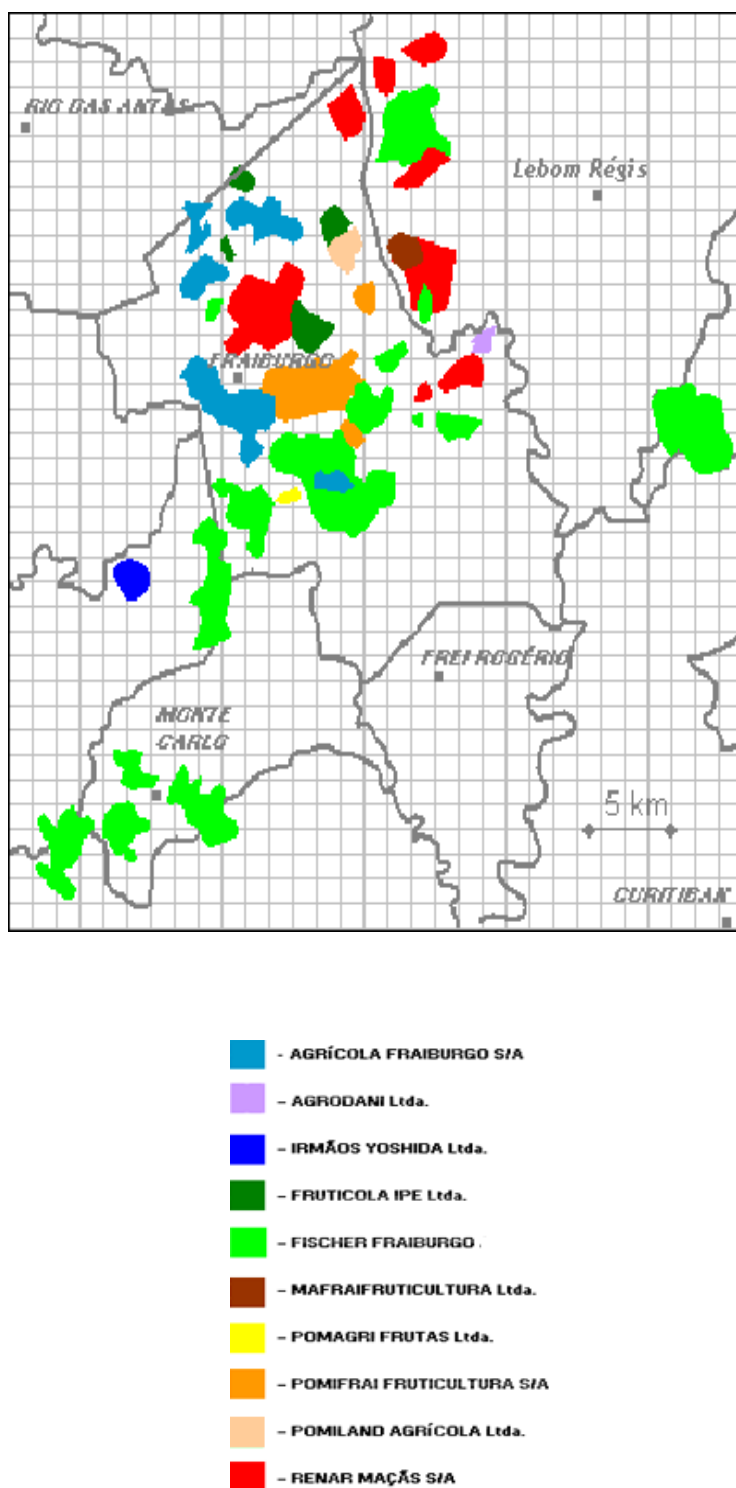 RIO DAS ANTAS
Lebom Régis
FRAIBURGO
FREI ROGÉRIO
MONTE
CARLO
5 km
CURITIBAN
- AGRÍCOLA FRAIBURGO S/A
- AGRODANI Ltda.
- IRMÃOS YOSHIDA Ltda.
- FRUTICOLA IPE Ltda.
- FISCHER FRAIBURGO .
- MAFRAIFRUTICULTURA Ltda.
- POMAGRI FRUTAS Ltda.
- POMIFRAI FRUTICULTURA S/A
- POMILAND AGRÍCOLA Ltda.
- RENAR MAÇÃS S/A